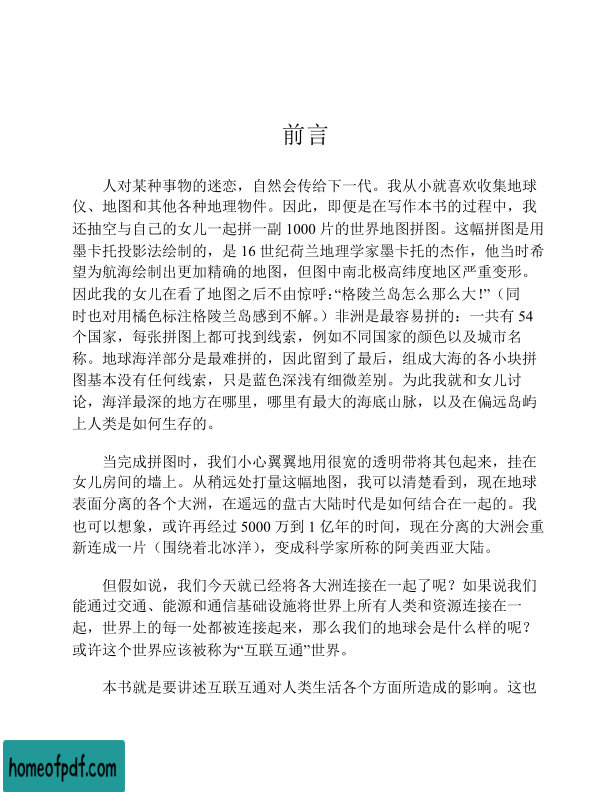 前言
人对某种事物的迷恋，自然会传给下一代。我从小就喜欢收集地球
仪、地图和其他各种地理物件。因此，即便是在写作本书的过程中，我
还抽空与自己的女儿一起拼一副 1000 片的世界地图拼图。这幅拼图是用
墨卡托投影法绘制的，是 16 世纪荷兰地理学家墨卡托的杰作，他当时希
望为航海绘制出更加精确的地图，但图中南北极高纬度地区严重变形。
因此我的女儿在看了地图之后不由惊呼：“格陵兰岛怎么那么大！”（同
时也对用橘色标注格陵兰岛感到不解。）非洲是最容易拼的：一共有 54
个国家，每张拼图上都可找到线索，例如不同国家的颜色以及城市名
称。地球海洋部分是最难拼的，因此留到了最后，组成大海的各小块拼
图基本没有任何线索，只是蓝色深浅有细微差别。为此我就和女儿讨
论，海洋最深的地方在哪里，哪里有最大的海底山脉，以及在偏远岛屿
上人类是如何生存的。
当完成拼图时，我们小心翼翼地用很宽的透明带将其包起来，挂在
女儿房间的墙上。从稍远处打量这幅地图，我可以清楚看到，现在地球
表面分离的各个大洲，在遥远的盘古大陆时代是如何结合在一起的。我
也可以想象，或许再经过 5000 万到 1 亿年的时间，现在分离的大洲会重
新连成一片（围绕着北冰洋），变成科学家所称的阿美西亚大陆。
但假如说，我们今天就已经将各大洲连接在一起了呢？如果说我们
能通过交通、能源和通信基础设施将世界上所有人类和资源连接在一
起，世界上的每一处都被连接起来，那么我们的地球会是什么样的呢？
或许这个世界应该被称为“互联互通”世界。
本书就是要讲述互联互通对人类生活各个方面所造成的影响。这也
homeofpdf.com